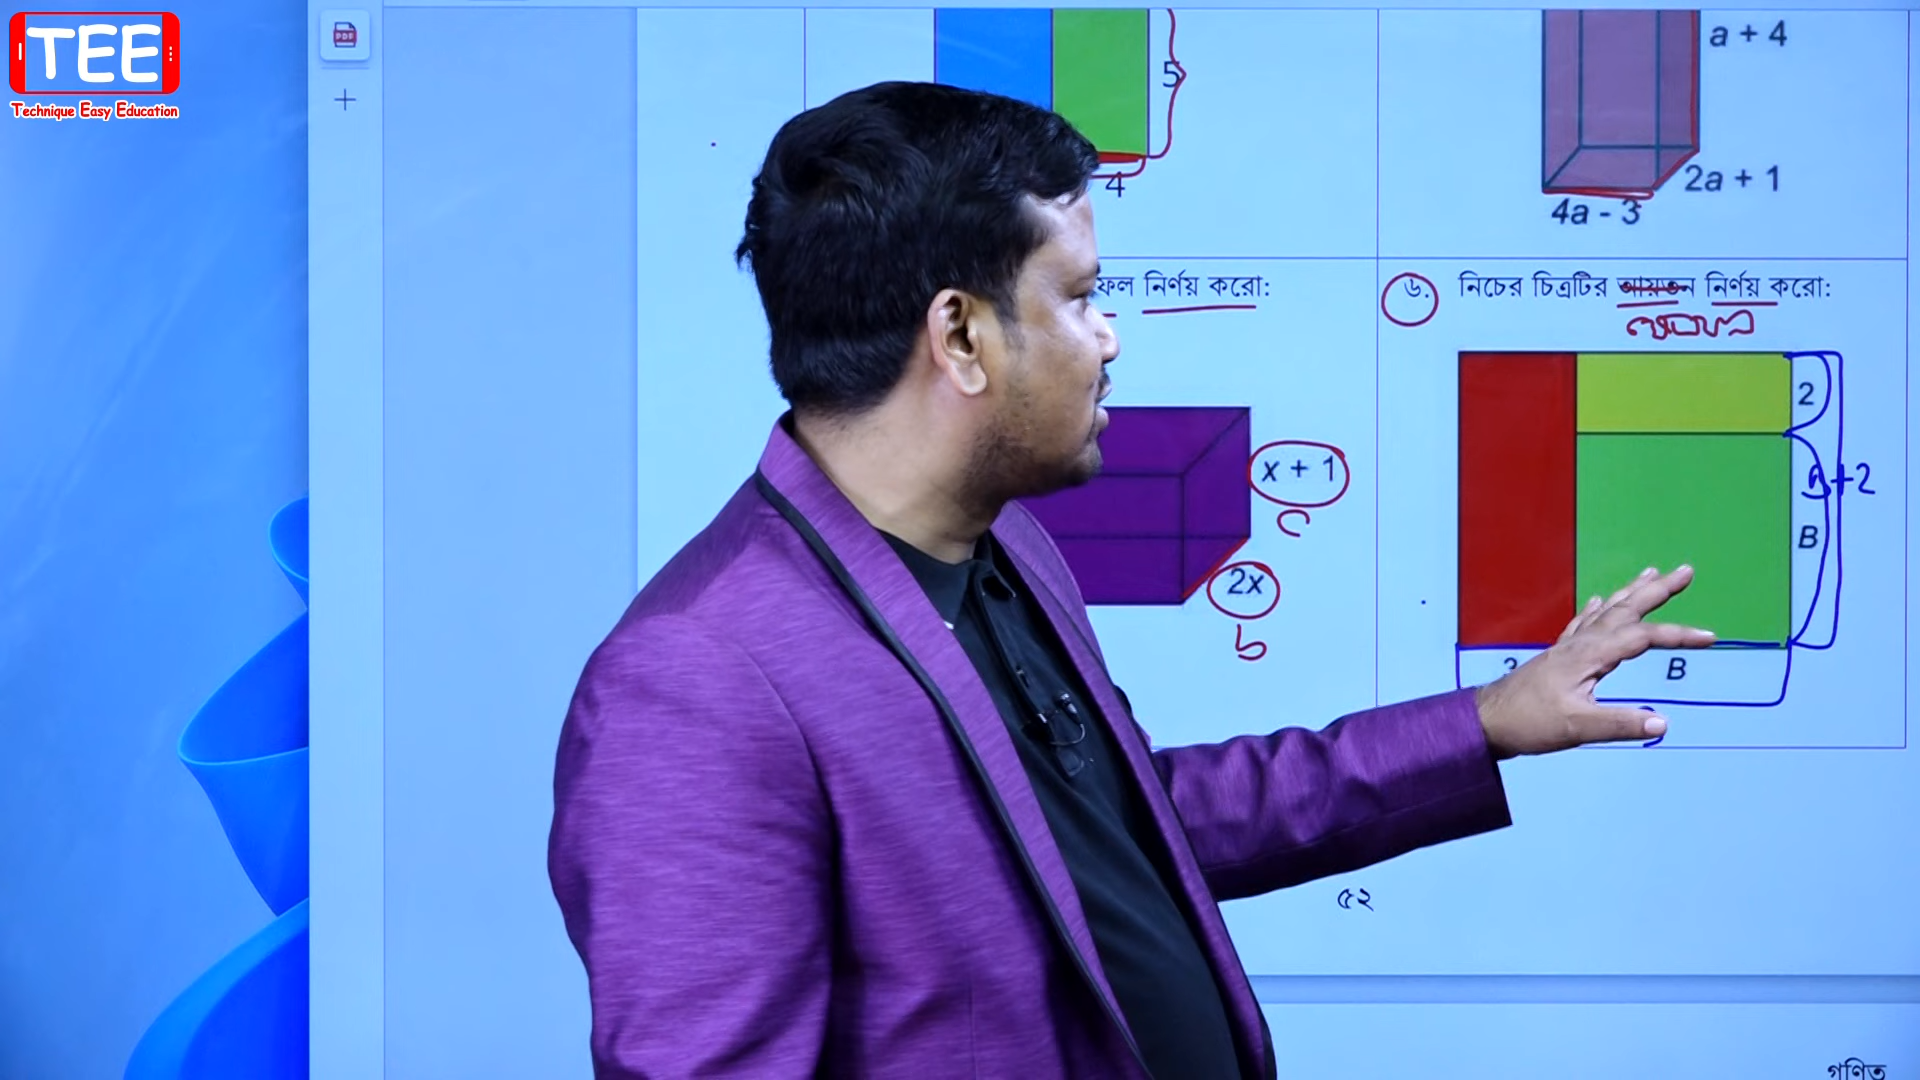 TEE
Technique Easy Education
PDF
5
4
a + 4
2a + 1
4a - 3
ফল নির্ণয় করো:
x + 1
c
2x
b
৬. নিচের চিত্রটির আয়তন নির্ণয় করো:
2
B
+2
B
৫২
গণিত